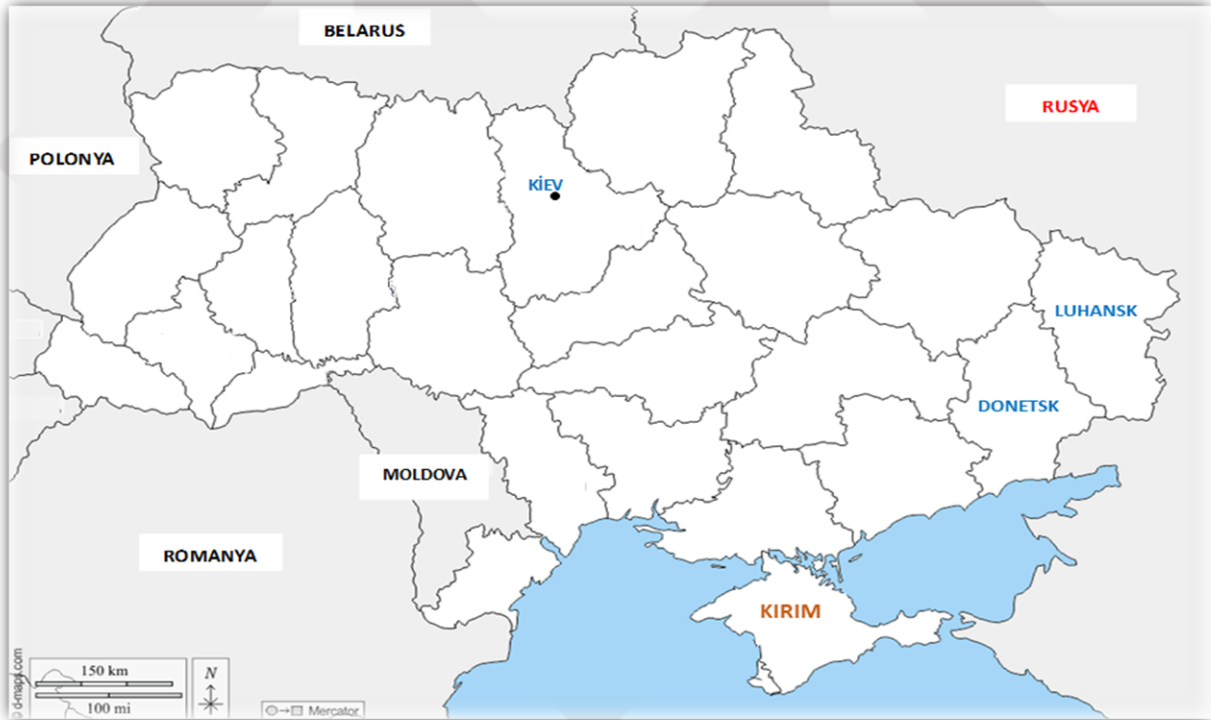 BELARUS
RUSYA
POLONYA
KİEV
LUHANSK
DONETSK
MOLDOVA
ROMANYA
KIRIM
150 km
100 mi
N
Mercator
© d-maps.com